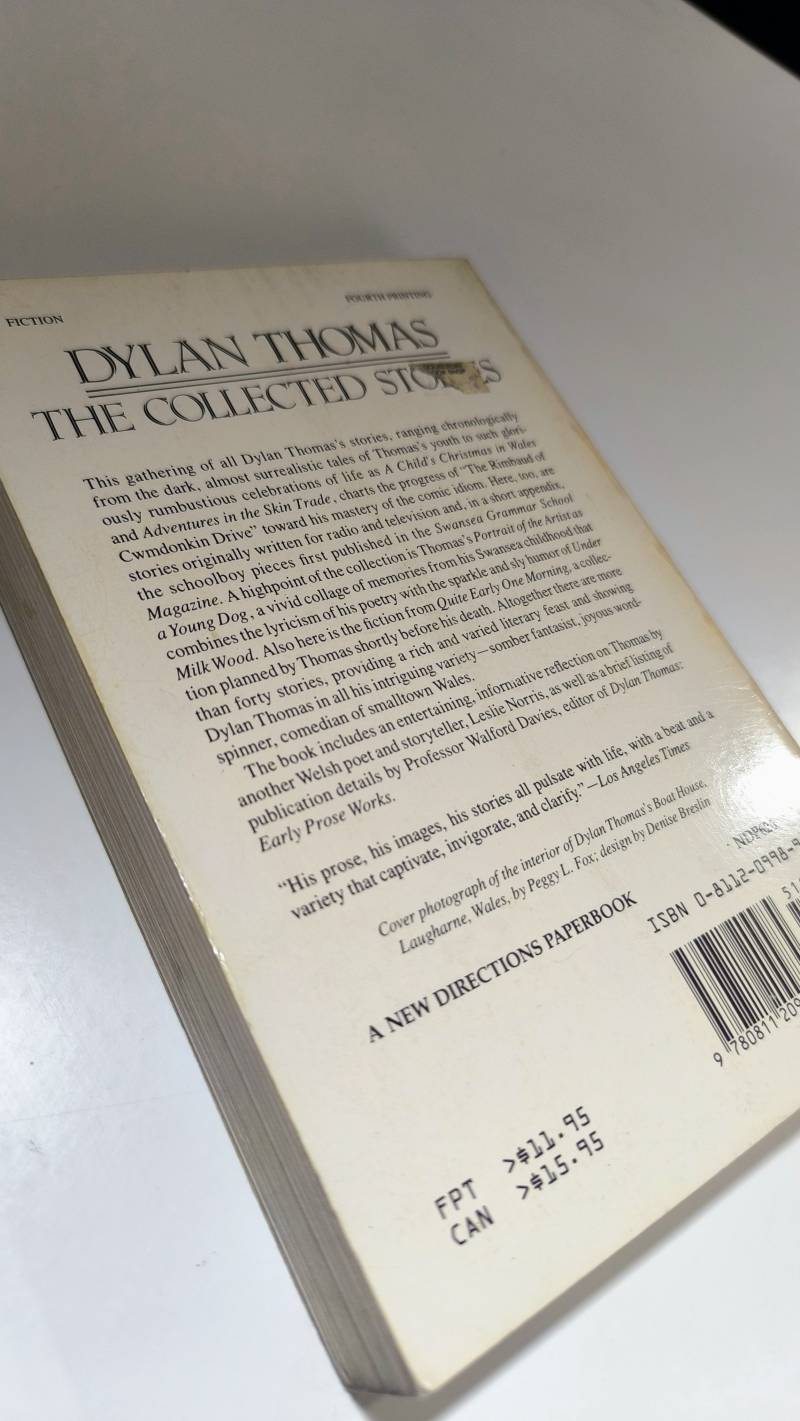 FICTION
FOURTH PRINTING
DYLAN THOMAS
THE COLLECTED
This gathering of all Dylan Thomas's stories, ranging chronologically
from the dark, almost surrealistic tales of Thomas's youth to such glori-
ously rumbustious celebrations of life as A Child's Christmas in Wales
and Adventures in the Skin Trade, charts the progress of "The Rimbaud of
Cwmdonkin Drive" toward his mastery of the comic idiom. Here, too, are
stories originally written for radio and television and, in a short appendix,
the schoolboy pieces first published in the Swansea Grammar School
Magazine. A highpoint of the collection is Thomas's Portrait of the Artist as
a Young Dog, a vivid collage of memories from his Swansea childhood that
combines the lyricism of his poetry with the sparkle and sly humor of Under
Milk Wood. Also here is the fiction from Quite Early One Morning, a collec-
tion planned by Thomas shortly before his death. Altogether there are more
than forty stories, providing a rich and varied literary feast and showing
Dylan Thomas in all his intriguing variety—somber fantasist, joyous word-
spinner, comedian of smalltown Wales.
The book includes an entertaining, informative reflection on Thomas by
another Welsh poet and storyteller, Leslie Norris, as well as a brief listing of
publication details by Professor Walford Davies, editor of Dylan Thomas:
Early Prose Works.
"His prose, his images, his stories all pulsate with life, with a beat and a
variety that captivate, invigorate, and clarify."—Los Angeles Times
Cover photograph of the interior of Dylan Thomas's Boat House,
Laugharne, Wales, by Peggy L. Fox; design by Denise Breslin
A NEW DIRECTIONS PAPERBOOK
ISBN 0-8112-0998-
9 780811 209
FPT >$11.95
CAN >$15.95